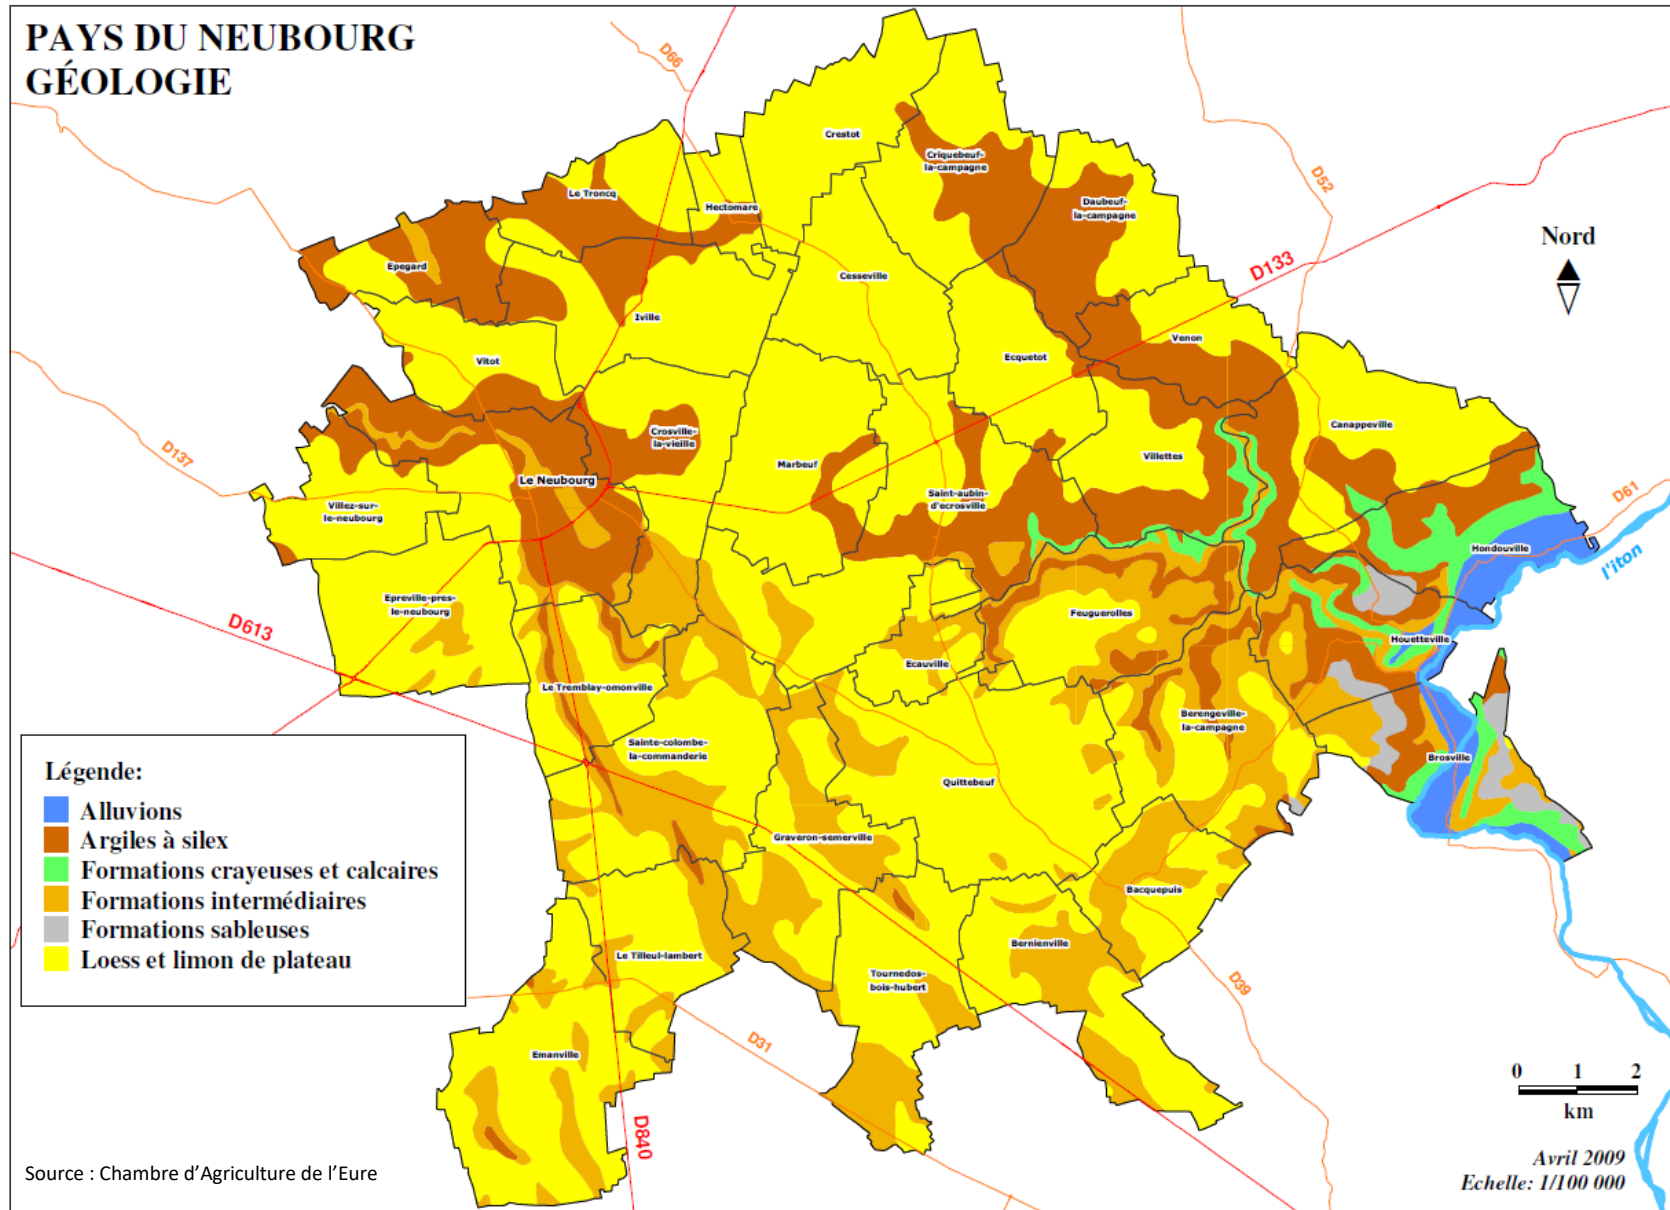 PAYS DU NEUBOURG
GÉOLOGIE
D66
Crestot
Criquebeuf-
la-campagne
D52
Le Troncq
Hectomare
Daubeuf-
la-campagne
Nord
D133
Epegard
Cesseville
Iville
Venon
Vitot
Ecquetot
Canappeville
Crosville-
la-vieille
D137
Marbeuf
Villettes
Le Neubourg
D61
Saint-aubin-
d'ecrosville
Villez-sur-
le-neubourg
Hondouville
l'iton
Epreville-pres-
le-neubourg
Feuguerolles
D613
Houetteville
Ecauville
Le Tremblay-omonville
Berengeville-
la-campagne
Sainte-colombe-
la-commanderie
Brosville
Quittebeuf
Graveron-semerville
Légende:
Alluvions
Argiles à silex
Formations crayeuses et calcaires
Formations intermédiaires
Formations sableuses
Loess et limon de plateau
Bacquepuis
Bernienville
Le Tilleul-lambert
Tournedos-
bois-hubert
D39
D31
Emanville
D840
0 1 2
km
Avril 2009
Echelle: 1/100 000
Source : Chambre d'Agriculture de l'Eure